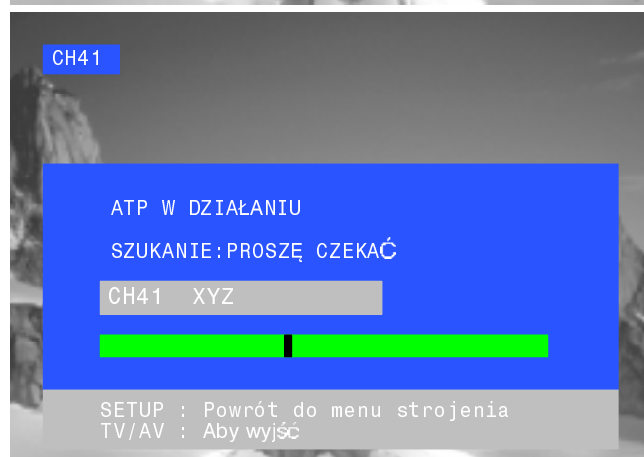 CH41
ATP W DZIAŁANIU
SZUKANIE:PROSZĘ CZEKAĆ
CH41 XYZ
SETUP : Powrót do menu strojenia
TV/AV : Aby wyjść